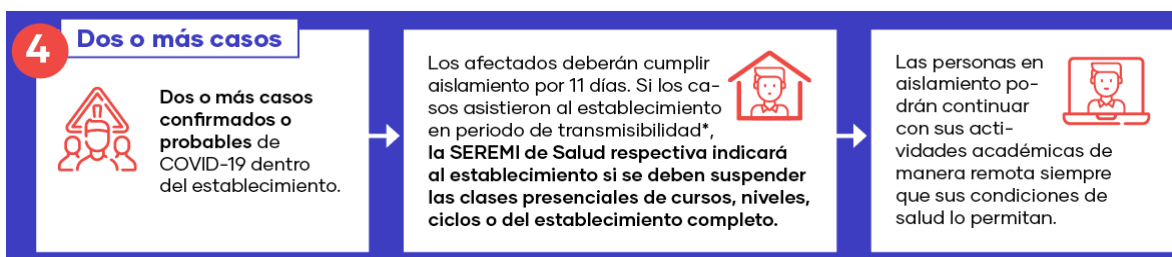 4
Dos o más casos
Dos o más casos
confirmados o
probables de
COVID-19 dentro
del establecimiento.
Los afectados deberán cumplir
aislamiento por 11 días. Si los ca-
sos asistieron al establecimiento
en periodo de transmisibilidad*,
la SEREMI de Salud respectiva indicará
al establecimiento si se deben suspender
las clases presenciales de cursos, niveles,
ciclos o del establecimiento completo.
Las personas en
aislamiento po-
drán continuar
con sus acti-
vidades académicas de
manera remota siempre
que sus condiciones de
salud lo permitan.